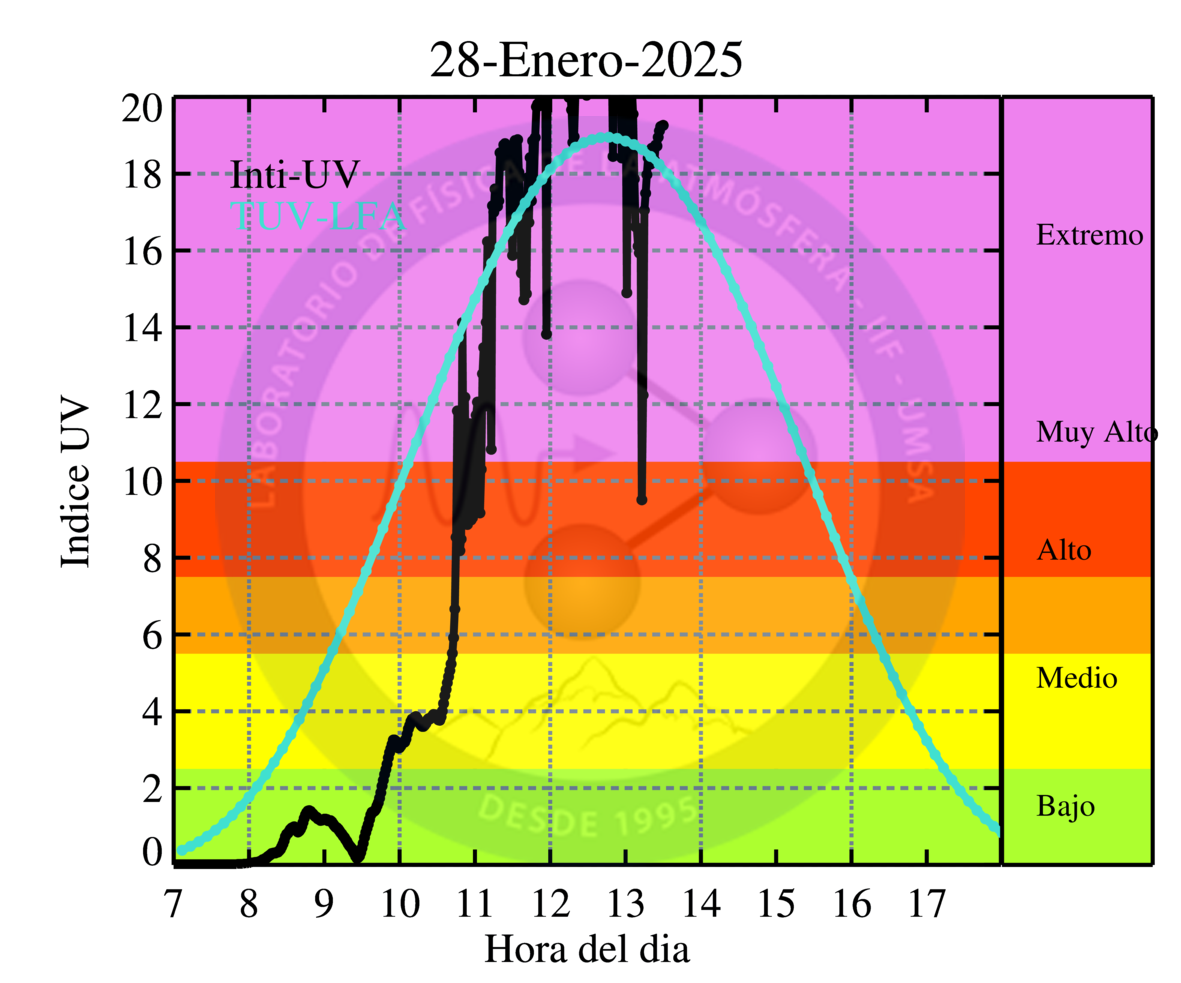 28-Enero-2025
Inti-UV
TUV-LFA
LABORATORIO DE FÍSICA DE LA ATMÓSFERA - IIF - UMSA
DESDE 1995
Indice UV
20
18
16
14
12
10
8
6
4
2
0
Extremo
Muy Alto
Alto
Medio
Bajo
7 8 9 10 11 12 13 14 15 16 17
Hora del dia